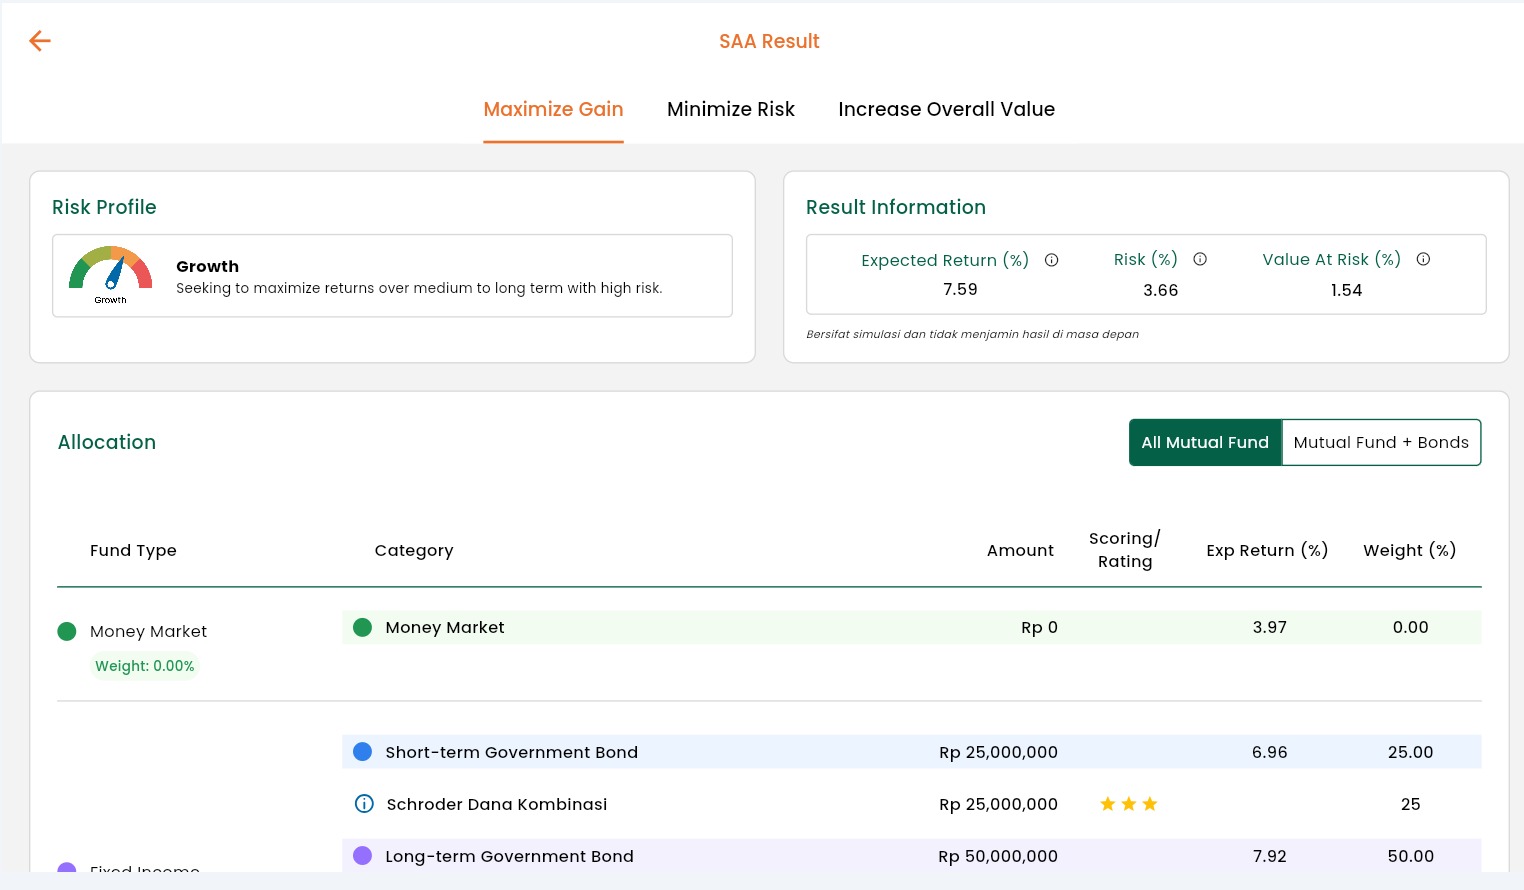 SAA Result
Maximize Gain Minimize Risk Increase Overall Value
Risk Profile
Growth
Growth
Seeking to maximize returns over medium to long term with high risk.
Result Information
Expected Return (%) Risk (%) Value At Risk (%)
7.59 3.66 1.54
Bersifat simulasi dan tidak menjamin hasil di masa depan
Allocation
All Mutual Fund Mutual Fund + Bonds
Fund Type Category Amount Scoring/ Rating Exp Return (%) Weight (%)
Money Market Money Market Rp 0 3.97 0.00
Weight: 0.00%
Short-term Government Bond Rp 25,000,000 6.96 25.00
Schroder Dana Kombinasi Rp 25,000,000 25
Long-term Government Bond Rp 50,000,000 7.92 50.00
Fixed Income